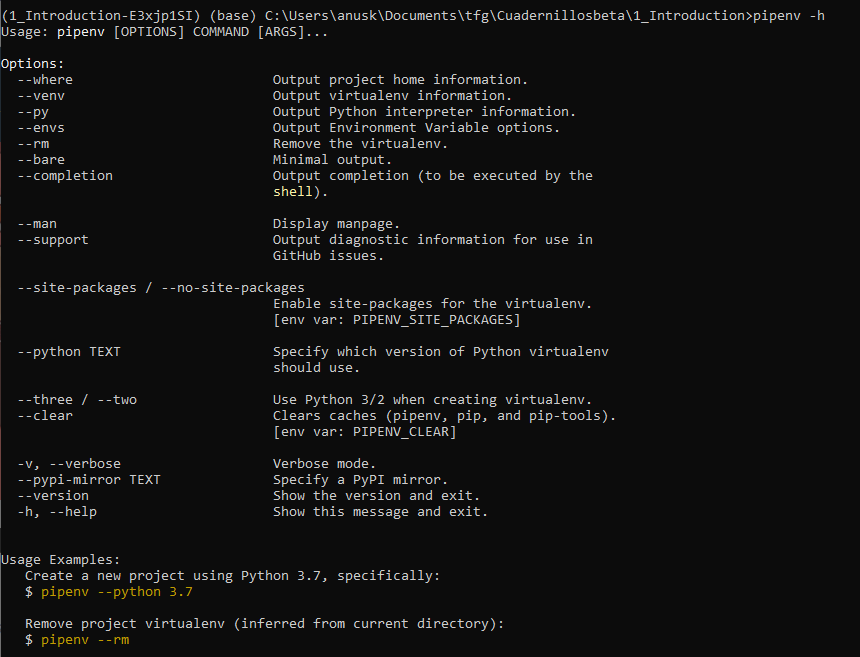 (1_Introduction-E3xjp1SI) (base) C:\Users\anusk\Documents\tfg\Cuadernillosbeta\1_Introduction>pipenv -h
Usage: pipenv [OPTIONS] COMMAND [ARGS]...
Options:
--where Output project home information.
--venv Output virtualenv information.
--py Output Python interpreter information.
--envs Output Environment Variable options.
--rm Remove the virtualenv.
--bare Minimal output.
--completion Output completion (to be executed by the
shell).
--man Display manpage.
--support Output diagnostic information for use in
GitHub issues.
--site-packages / --no-site-packages
Enable site-packages for the virtualenv.
[env var: PIPENV_SITE_PACKAGES]
--python TEXT Specify which version of Python virtualenv
should use.
--three / --two Use Python 3/2 when creating virtualenv.
--clear Clears caches (pipenv, pip, and pip-tools).
[env var: PIPENV_CLEAR]
-v, --verbose Verbose mode.
--pypi-mirror TEXT Specify a PyPI mirror.
--version Show the version and exit.
-h, --help Show this message and exit.
Usage Examples:
Create a new project using Python 3.7, specifically:
$ pipenv --python 3.7
Remove project virtualenv (inferred from current directory):
$ pipenv --rm